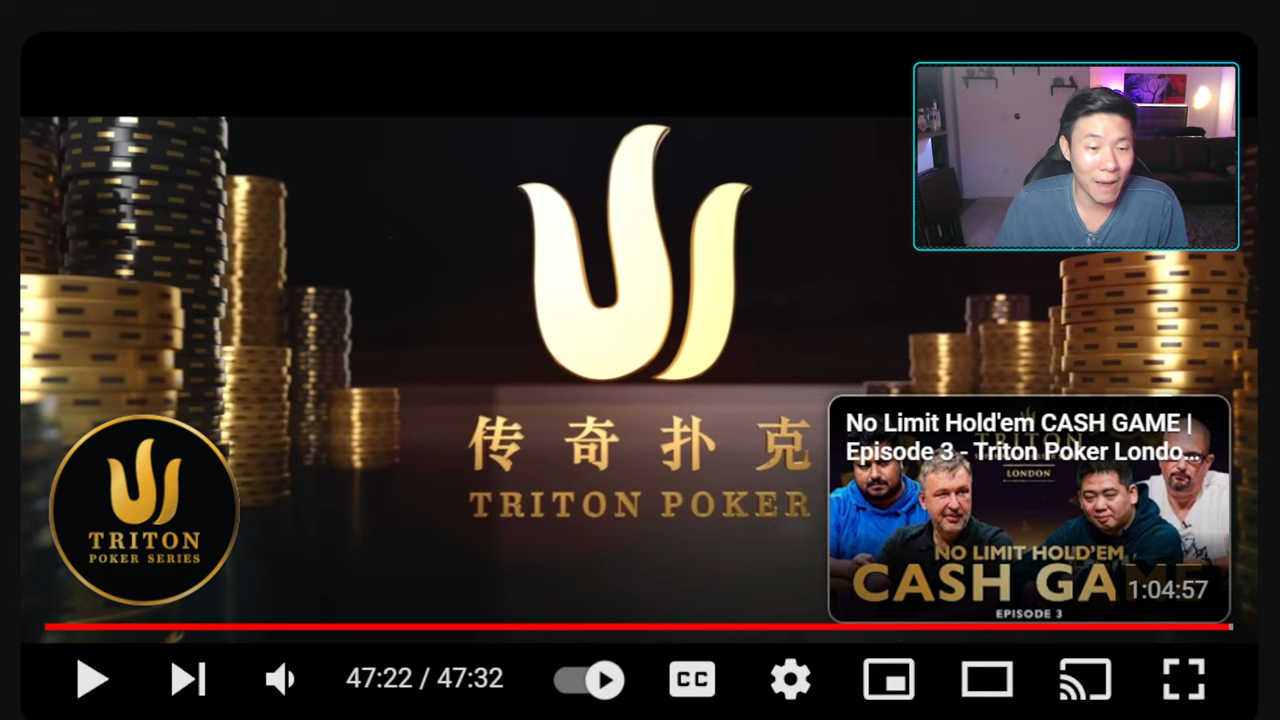 传奇扑克
TRITON POKER
TRITON
POKER SERIES
No Limit Hold'em CASH GAME |
Episode 3 - Triton Poker Londo...
TRITON
LONDON
NO LIMIT HOLD'EM
CASH GAME
1:04:57
EPISODE 3
47:22 / 47:32
CC